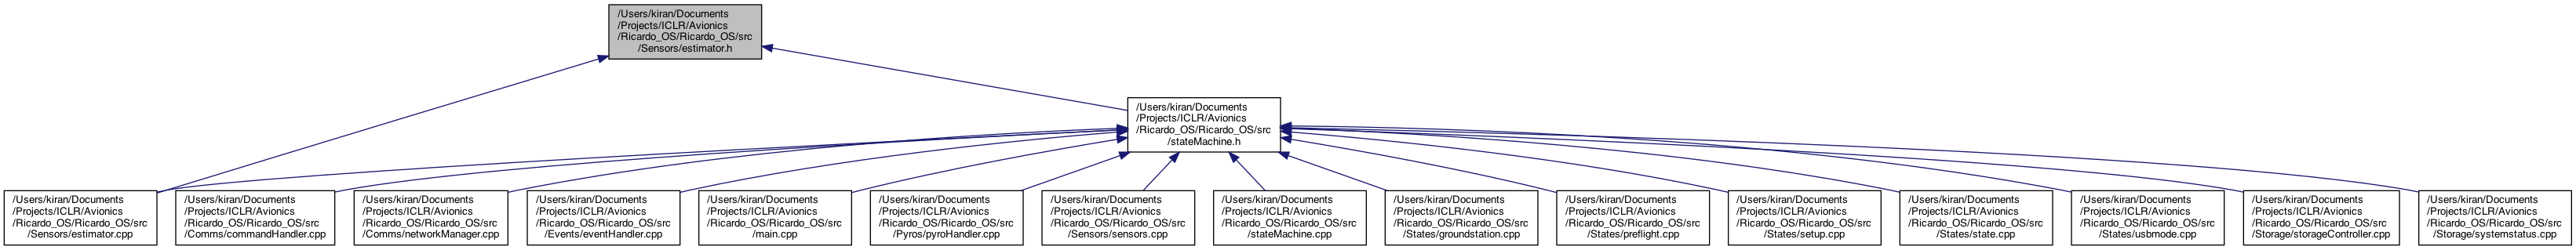 /Users/kiran/Documents
/Projects/ICLR/Avionics
/Ricardo_OS/Ricardo_OS/src
/Sensors/estimator.h
/Users/kiran/Documents
/Projects/ICLR/Avionics
/Ricardo_OS/Ricardo_OS/src
/stateMachine.h
/Users/kiran/Documents
/Projects/ICLR/Avionics
/Ricardo_OS/Ricardo_OS/src
/Sensors/estimator.cpp
/Users/kiran/Documents
/Projects/ICLR/Avionics
/Ricardo_OS/Ricardo_OS/src
/Comms/commandHandler.cpp
/Users/kiran/Documents
/Projects/ICLR/Avionics
/Ricardo_OS/Ricardo_OS/src
/Comms/networkManager.cpp
/Users/kiran/Documents
/Projects/ICLR/Avionics
/Ricardo_OS/Ricardo_OS/src
/Events/eventHandler.cpp
/Users/kiran/Documents
/Projects/ICLR/Avionics
/Ricardo_OS/Ricardo_OS/src
/main.cpp
/Users/kiran/Documents
/Projects/ICLR/Avionics
/Ricardo_OS/Ricardo_OS/src
/Pyros/pyroHandler.cpp
/Users/kiran/Documents
/Projects/ICLR/Avionics
/Ricardo_OS/Ricardo_OS/src
/Sensors/sensors.cpp
/Users/kiran/Documents
/Projects/ICLR/Avionics
/Ricardo_OS/Ricardo_OS/src
/stateMachine.cpp
/Users/kiran/Documents
/Projects/ICLR/Avionics
/Ricardo_OS/Ricardo_OS/src
/States/groundstation.cpp
/Users/kiran/Documents
/Projects/ICLR/Avionics
/Ricardo_OS/Ricardo_OS/src
/States/preflight.cpp
/Users/kiran/Documents
/Projects/ICLR/Avionics
/Ricardo_OS/Ricardo_OS/src
/States/setup.cpp
/Users/kiran/Documents
/Projects/ICLR/Avionics
/Ricardo_OS/Ricardo_OS/src
/States/state.cpp
/Users/kiran/Documents
/Projects/ICLR/Avionics
/Ricardo_OS/Ricardo_OS/src
/States/usbmode.cpp
/Users/kiran/Documents
/Projects/ICLR/Avionics
/Ricardo_OS/Ricardo_OS/src
/Storage/storageController.cpp
/Users/kiran/Documents
/Projects/ICLR/Avionics
/Ricardo_OS/Ricardo_OS/src
/Storage/systemstatus.cpp